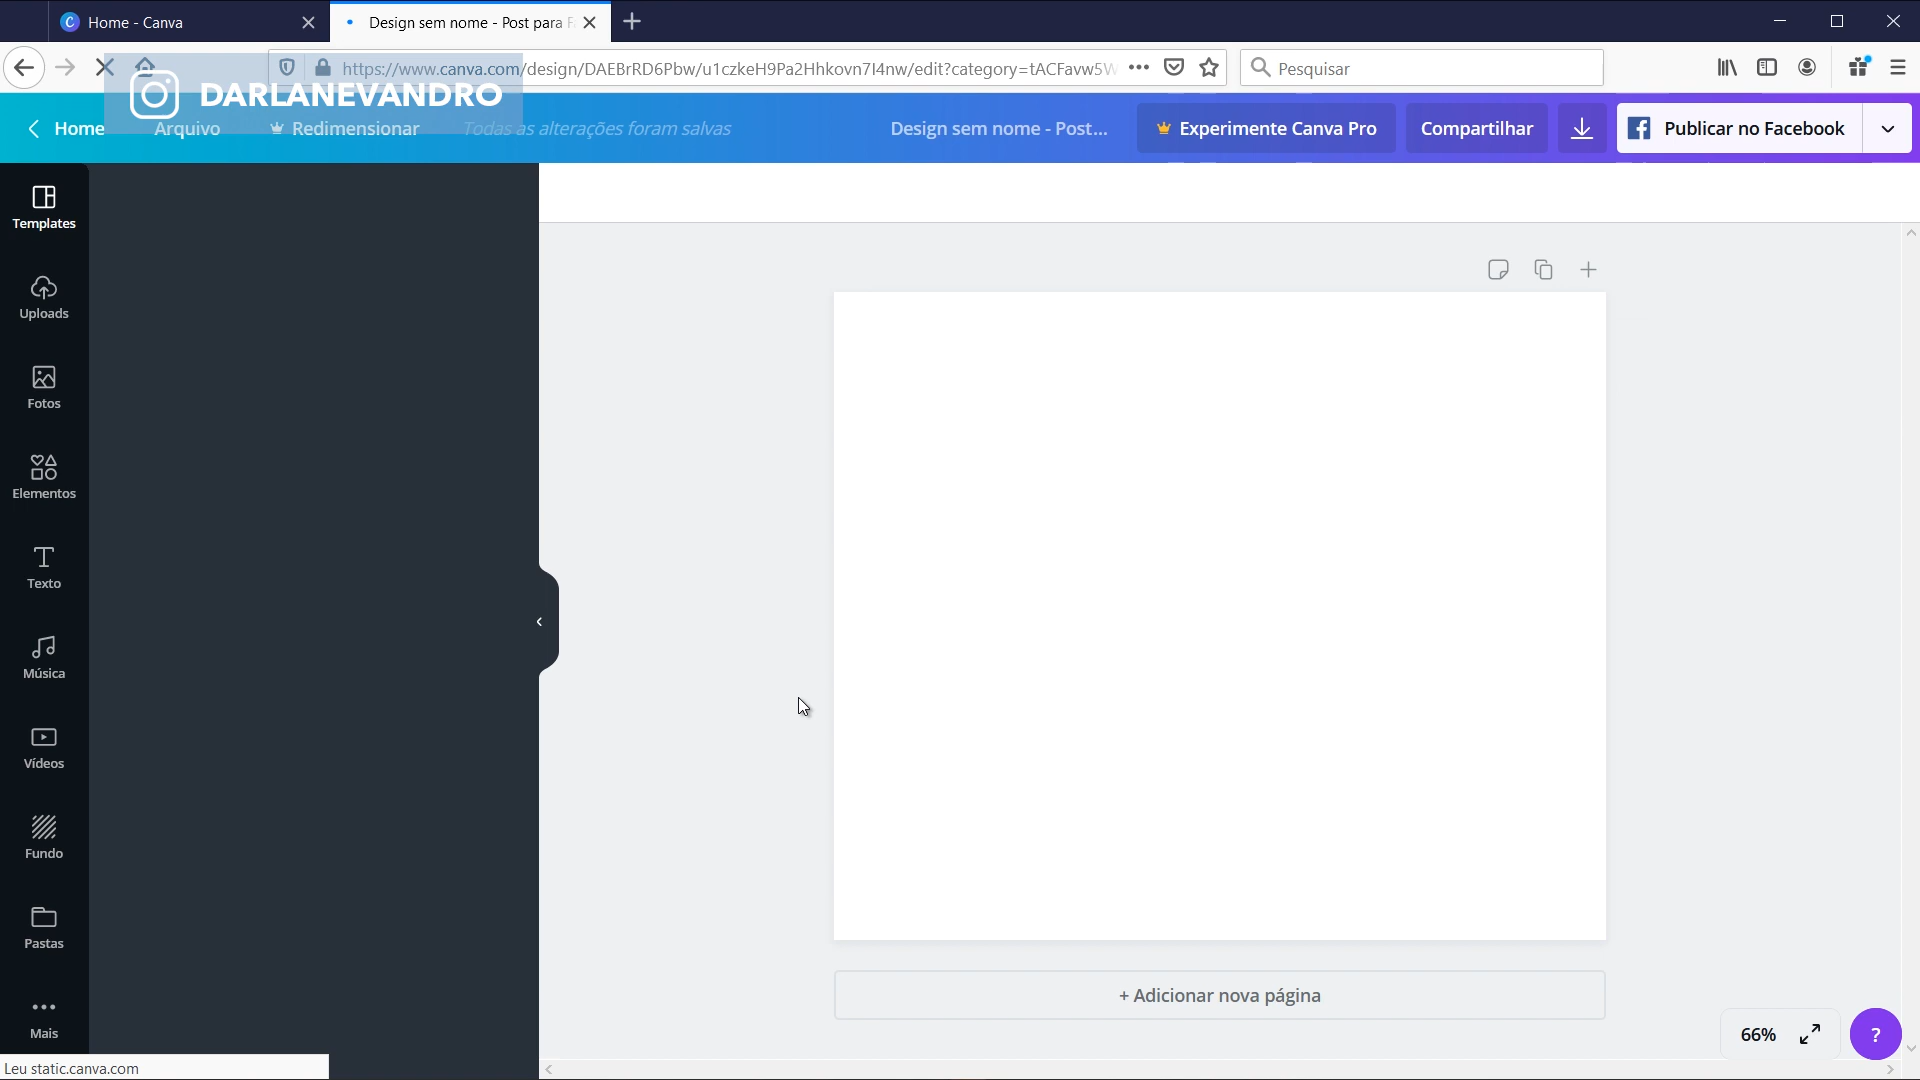 Home - Canva
Design sem nome - Post para F
https://www.canva.com/design/DAEBrRD6Pbw/u1czkeH9Pa2Hhkovn7I4nw/edit?category=tACFavw5W
Pesquisar
DARLANEVANDRO
Home
Arquivo
Redimensionar
Todas as alterações foram salvas
Design sem nome - Post...
Experimente Canva Pro
Compartilhar
Publicar no Facebook
Templates
Uploads
Fotos
Elementos
Texto
Música
Vídeos
Fundo
Pastas
Mais
+ Adicionar nova página
66%
?
Leu static.canva.com